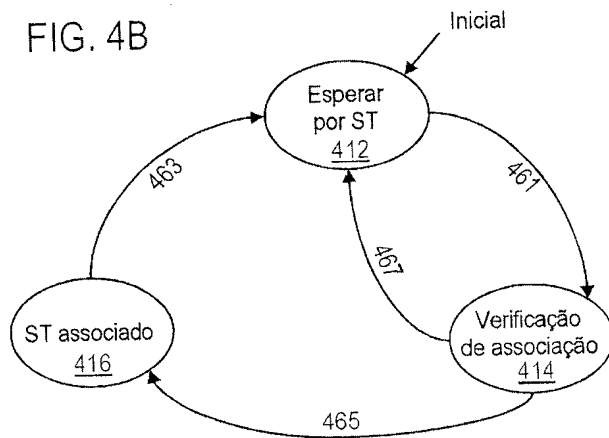 FIG. 4B
Inicial
Esperar
por ST
412
463
461
467
ST associado
416
Verificação
de associação
414
465